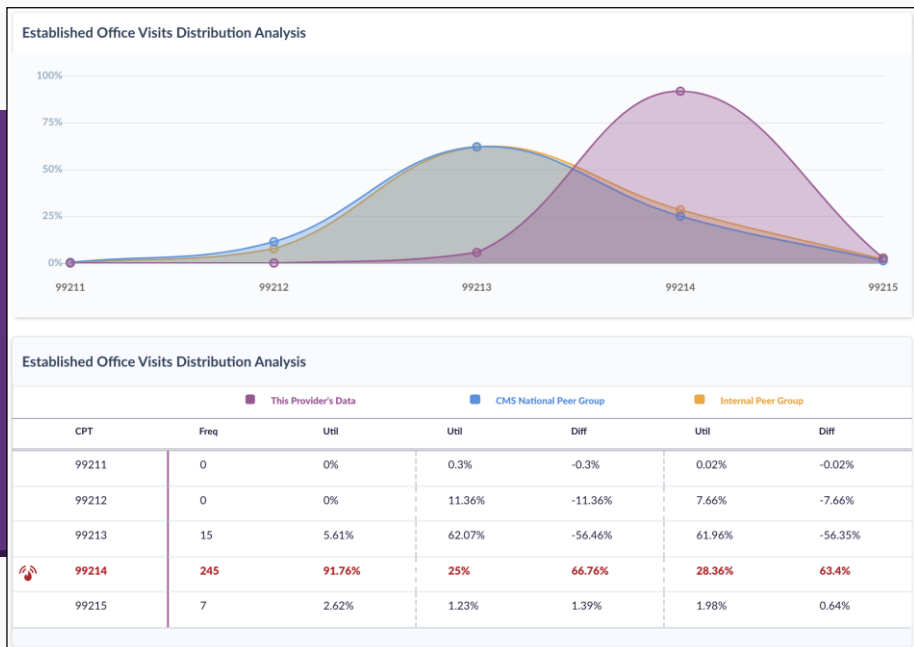 Established Office Visits Distribution Analysis
100%
75%
50%
25%
0%
99211 99212 99213 99214 99215
Established Office Visits Distribution Analysis
This Provider's Data CMS National Peer Group Internal Peer Group
CPT Freq Util Util Diff Util Diff
99211 0 0% 0.3% -0.3% 0.02% -0.02%
99212 0 0% 11.36% -11.36% 7.66% -7.66%
99213 15 5.61% 62.07% -56.46% 61.96% -56.35%
99214 245 91.76% 25% 66.76% 28.36% 63.4%
99215 7 2.62% 1.23% 1.39% 1.98% 0.64%